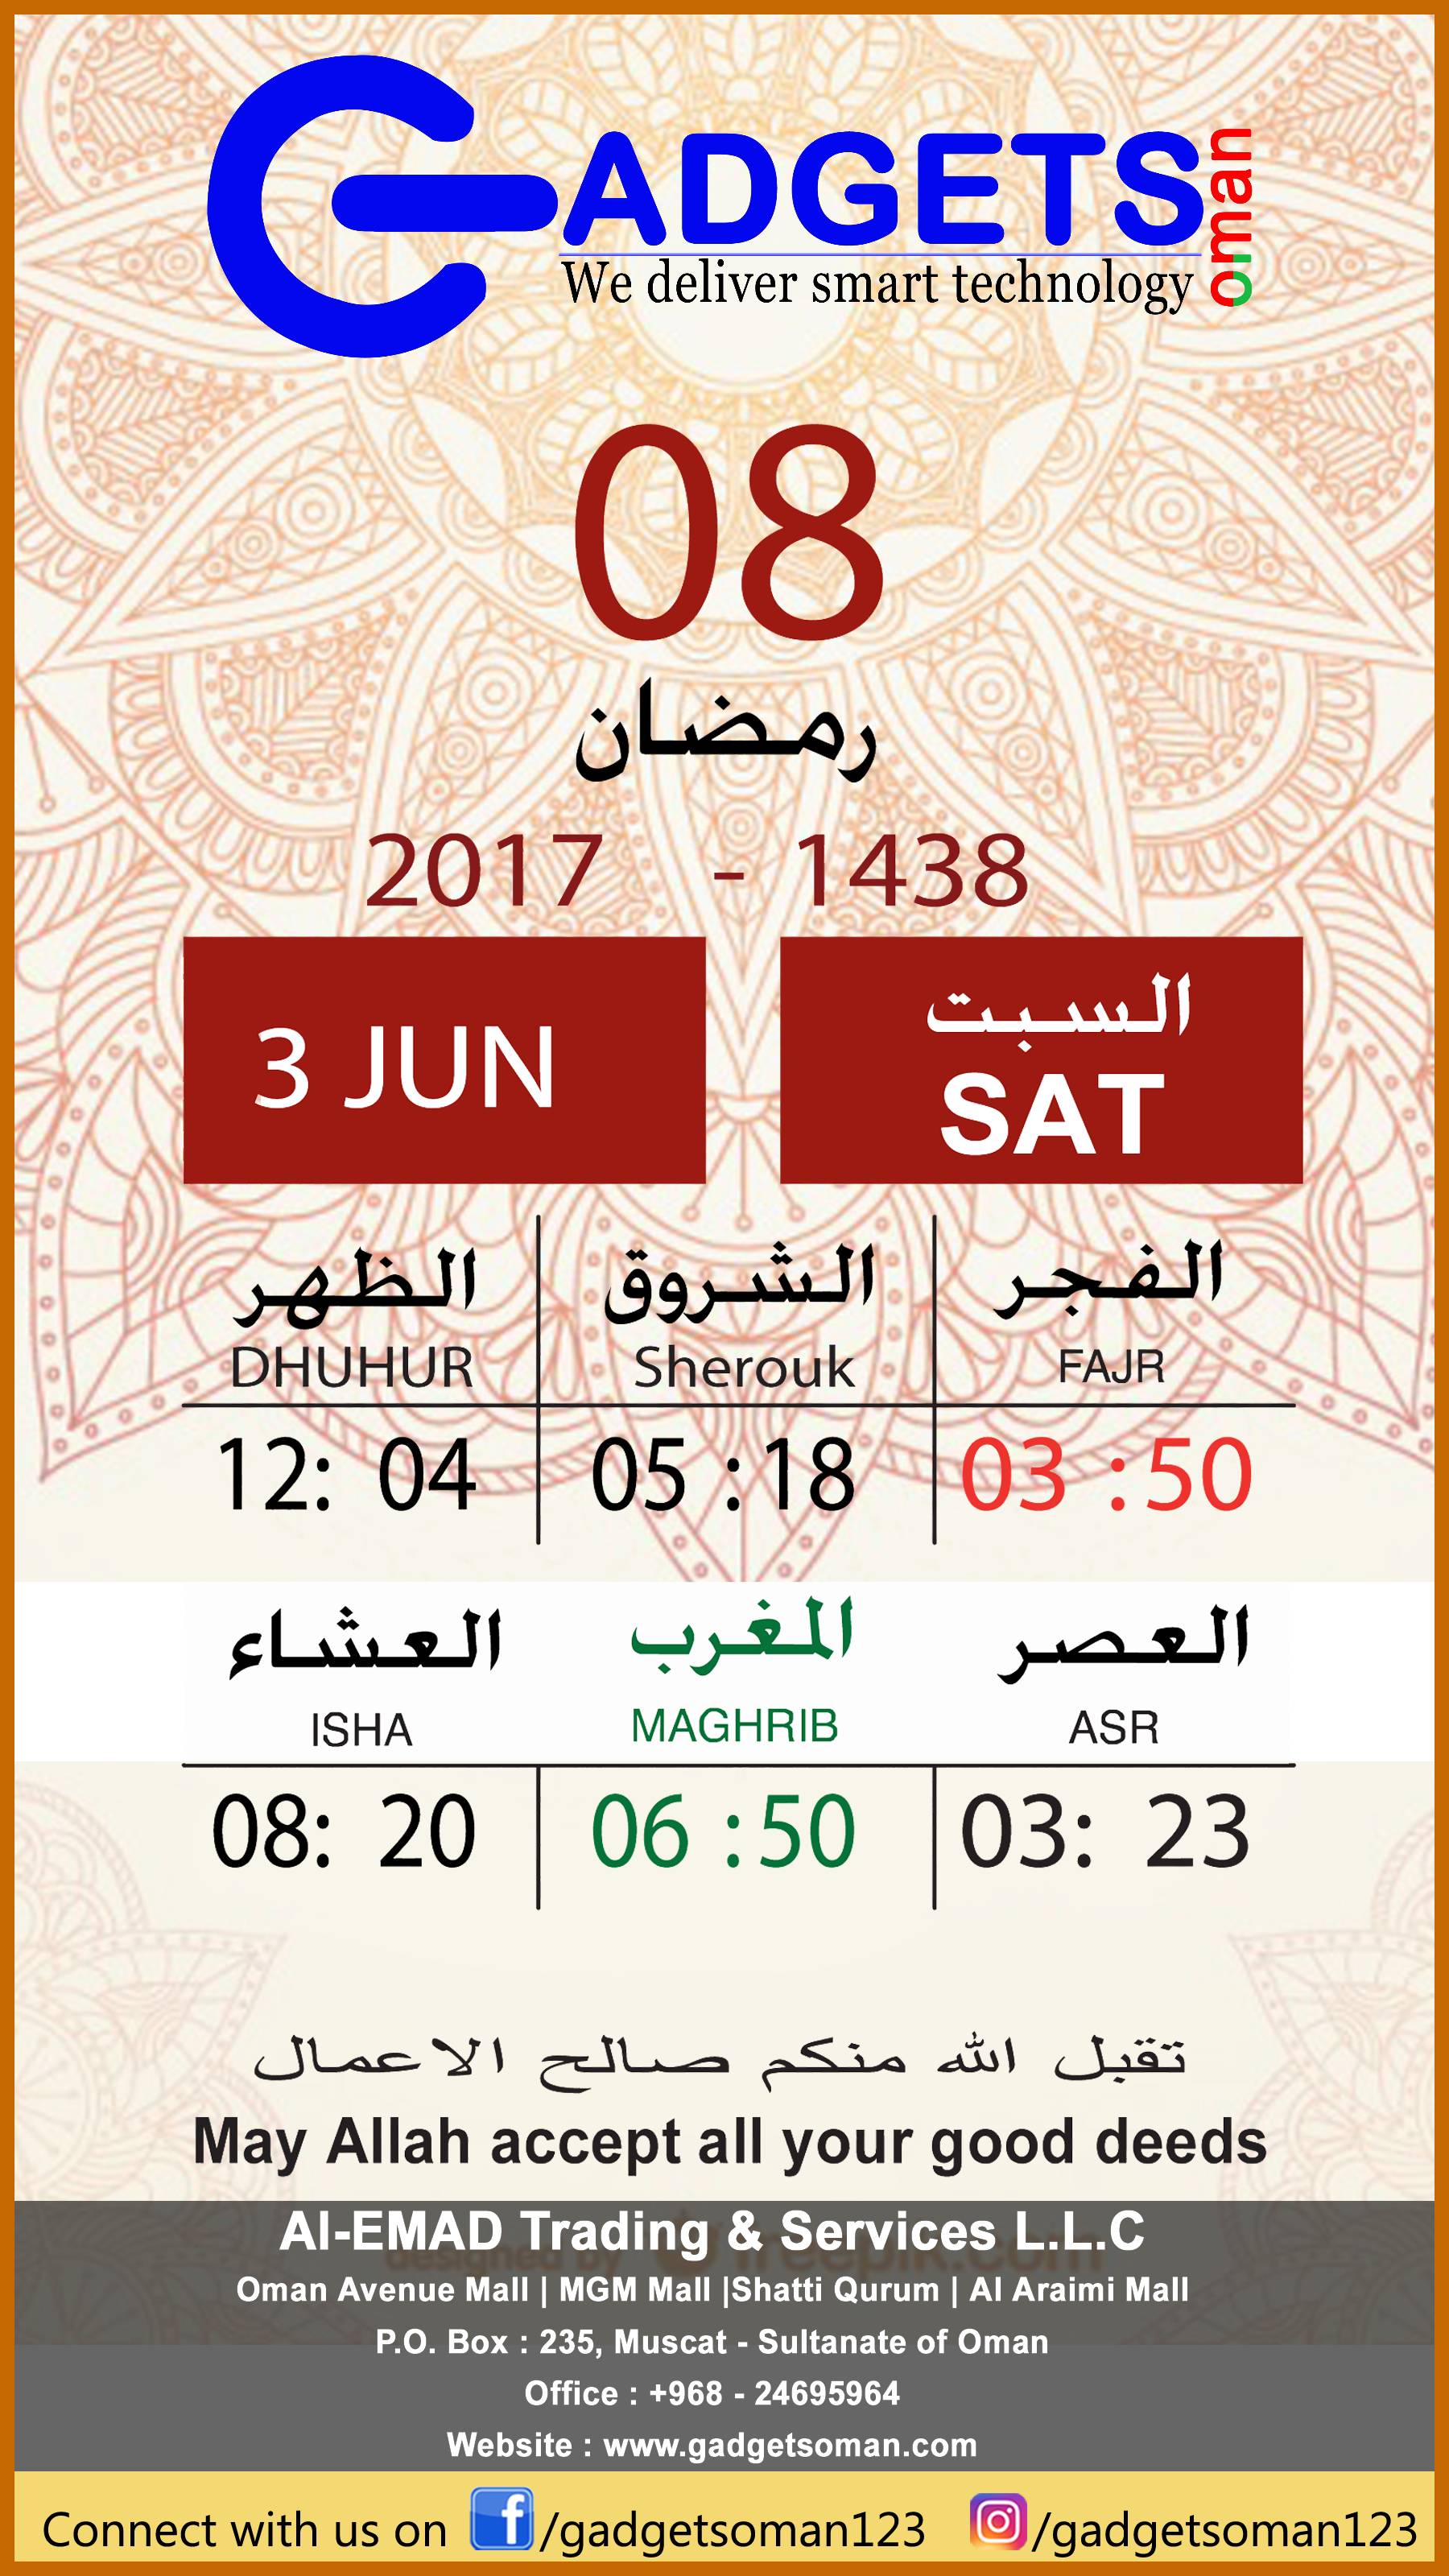 GADGETS oman
We deliver smart technology
08
رمضان
2017 - 1438
3 JUN
السبت
SAT
الظهر الشروق الفجر
DHUHUR Sherouk FAJR
12: 04 05 :18 03 :50
العشاء المغرب العصر
ISHA MAGHRIB ASR
08: 20 06 :50 03: 23
تقبل الله منكم صالح الاعمال
May Allah accept all your good deeds
Al-EMAD Trading & Services L.L.C
designed by freepik.com
Oman Avenue Mall | MGM Mall |Shatti Qurum | Al Araimi Mall
P.O. Box : 235, Muscat - Sultanate of Oman
Office : +968 - 24695964
Website : www.gadgetsoman.com
Connect with us on f /gadgetsoman123 /gadgetsoman123